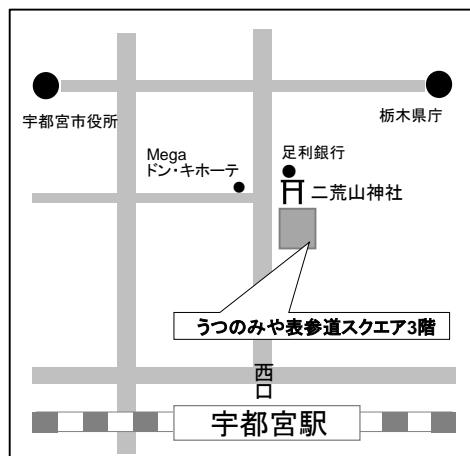 宇都宮市役所
栃木県庁
Mega
ドン・キホーテ
足利銀行
二荒山神社
うつのみや表参道スクエア3階
西口
宇都宮駅